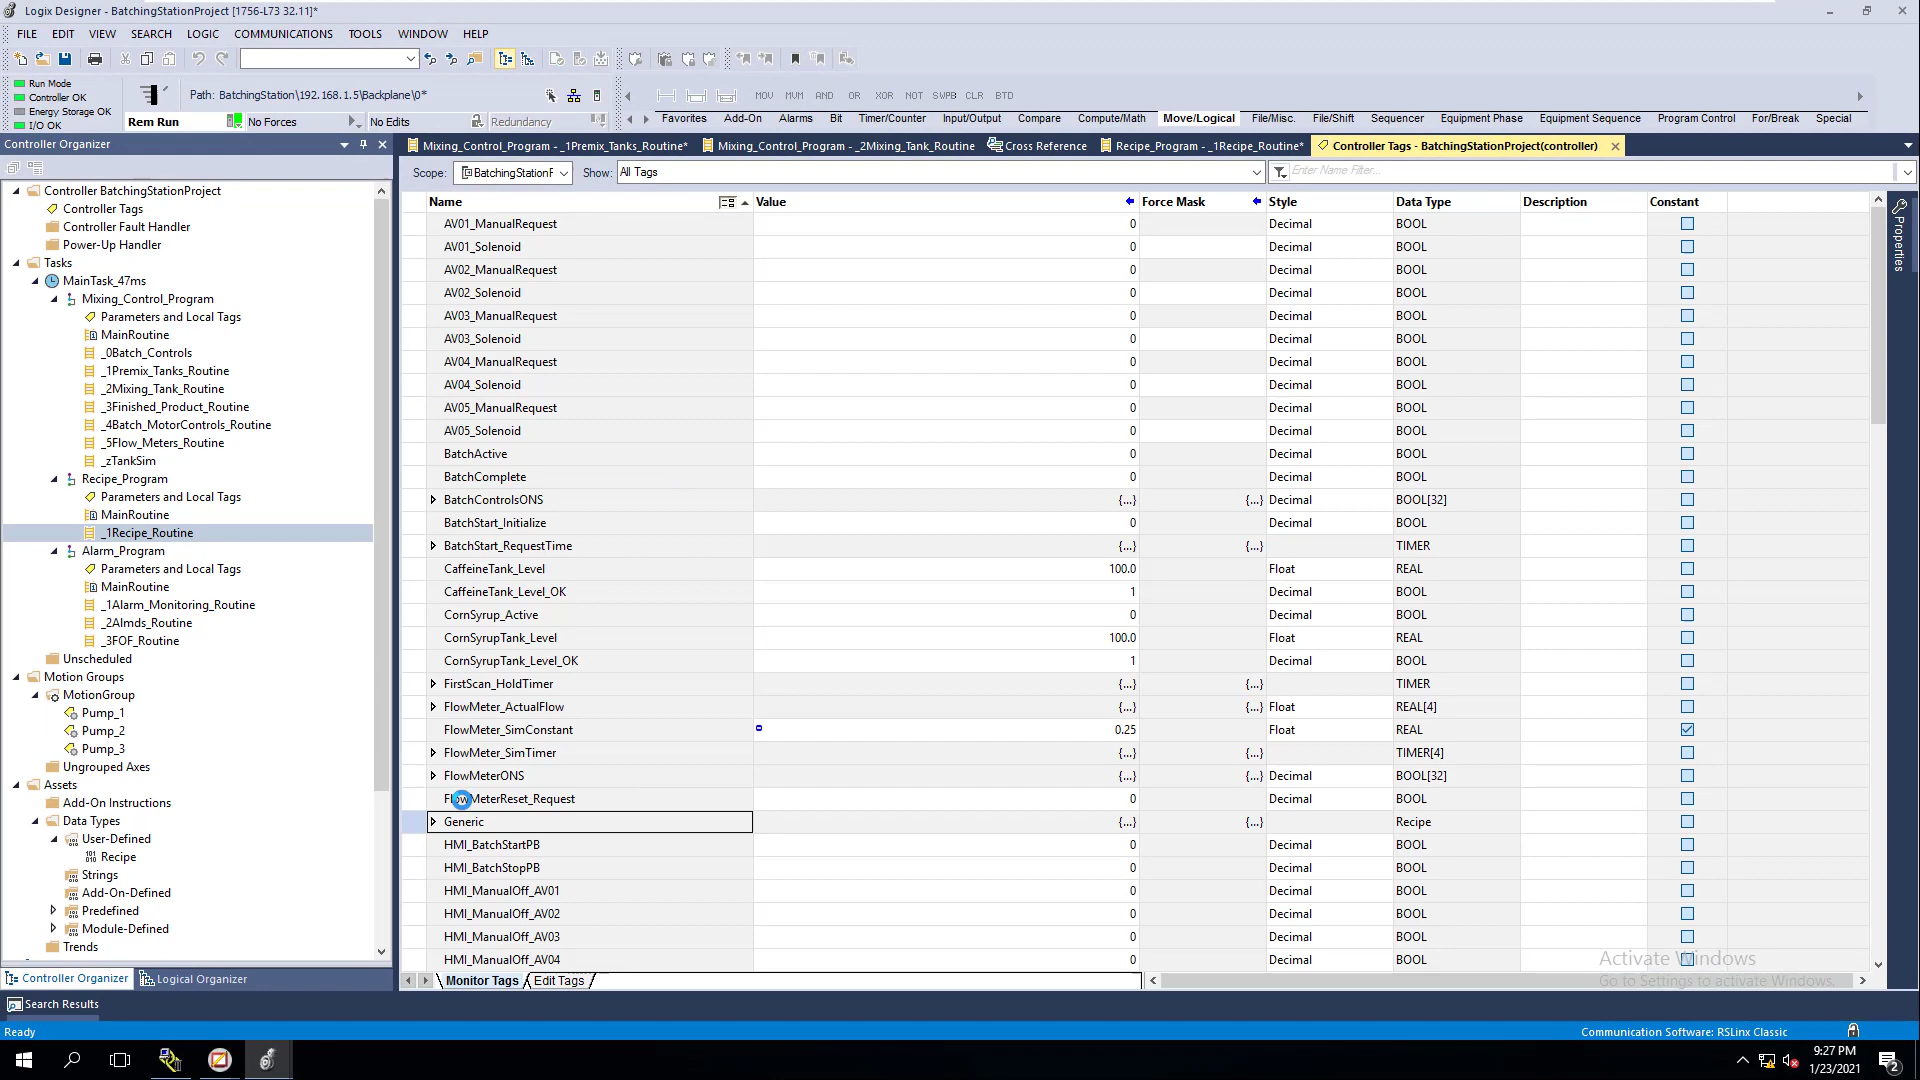 Logix Designer - BatchingStationProject [1756-L73 32.11]*
FILE EDIT VIEW SEARCH LOGIC COMMUNICATIONS TOOLS WINDOW HELP
Run Mode
Controller OK
Energy Storage OK
I/O OK
Path: BatchingStation\192.168.1.5\Backplane\0*
Rem Run No Forces No Edits Redundancy
MOV MVM AND OR XOR NOT SWPB CLR BTD
Favorites Add-On Alarms Bit Timer/Counter Input/Output Compare Compute/Math Move/Logical File/Misc. File/Shift Sequencer Equipment Phase Equipment Sequence Program Control For/Break Special
Controller Organizer
Controller BatchingStationProject
Controller Tags
Controller Fault Handler
Power-Up Handler
Tasks
MainTask_47ms
Mixing_Control_Program
Parameters and Local Tags
MainRoutine
_0Batch_Controls
_1Premix_Tanks_Routine
_2Mixing_Tank_Routine
_3Finished_Product_Routine
_4Batch_MotorControls_Routine
_5Flow_Meters_Routine
_zTankSim
Recipe_Program
Parameters and Local Tags
MainRoutine
_1Recipe_Routine
Alarm_Program
Parameters and Local Tags
MainRoutine
_1Alarm_Monitoring_Routine
_2Almds_Routine
_3FOF_Routine
Unscheduled
Motion Groups
MotionGroup
Pump_1
Pump_2
Pump_3
Ungrouped Axes
Assets
Add-On Instructions
Data Types
User-Defined
Recipe
Strings
Add-On-Defined
Predefined
Module-Defined
Trends
Controller Organizer Logical Organizer
Mixing_Control_Program - _1Premix_Tanks_Routine* Mixing_Control_Program - _2Mixing_Tank_Routine Cross Reference Recipe_Program - _1Recipe_Routine* Controller Tags - BatchingStationProject(controller)
Scope: BatchingStationF Show: All Tags Enter Name Filter...
Name Value Force Mask Style Data Type Description Constant
AV01_ManualRequest 0 Decimal BOOL
AV01_Solenoid 0 Decimal BOOL
AV02_ManualRequest 0 Decimal BOOL
AV02_Solenoid 0 Decimal BOOL
AV03_ManualRequest 0 Decimal BOOL
AV03_Solenoid 0 Decimal BOOL
AV04_ManualRequest 0 Decimal BOOL
AV04_Solenoid 0 Decimal BOOL
AV05_ManualRequest 0 Decimal BOOL
AV05_Solenoid 0 Decimal BOOL
BatchActive 0 Decimal BOOL
BatchComplete 0 Decimal BOOL
BatchControlsONS {...} {...} Decimal BOOL[32]
BatchStart_Initialize 0 Decimal BOOL
BatchStart_RequestTime {...} {...} TIMER
CaffeineTank_Level 100.0 Float REAL
CaffeineTank_Level_OK 1 Decimal BOOL
CornSyrup_Active 0 Decimal BOOL
CornSyrupTank_Level 100.0 Float REAL
CornSyrupTank_Level_OK 1 Decimal BOOL
FirstScan_HoldTimer {...} {...} TIMER
FlowMeter_ActualFlow {...} {...} Float REAL[4]
FlowMeter_SimConstant 0.25 Float REAL
FlowMeter_SimTimer {...} {...} TIMER[4]
FlowMeterONS {...} {...} Decimal BOOL[32]
FlowMeterReset_Request 0 Decimal BOOL
Generic {...} {...} Recipe
HMI_BatchStartPB 0 Decimal BOOL
HMI_BatchStopPB 0 Decimal BOOL
HMI_ManualOff_AV01 0 Decimal BOOL
HMI_ManualOff_AV02 0 Decimal BOOL
HMI_ManualOff_AV03 0 Decimal BOOL
HMI_ManualOff_AV04 0 Decimal BOOL
Monitor Tags Edit Tags
Properties
Activate Windows
Go to Settings to activate Windows.
Search Results
Ready Communication Software: RSLinx Classic
9:27 PM
1/23/2021
2